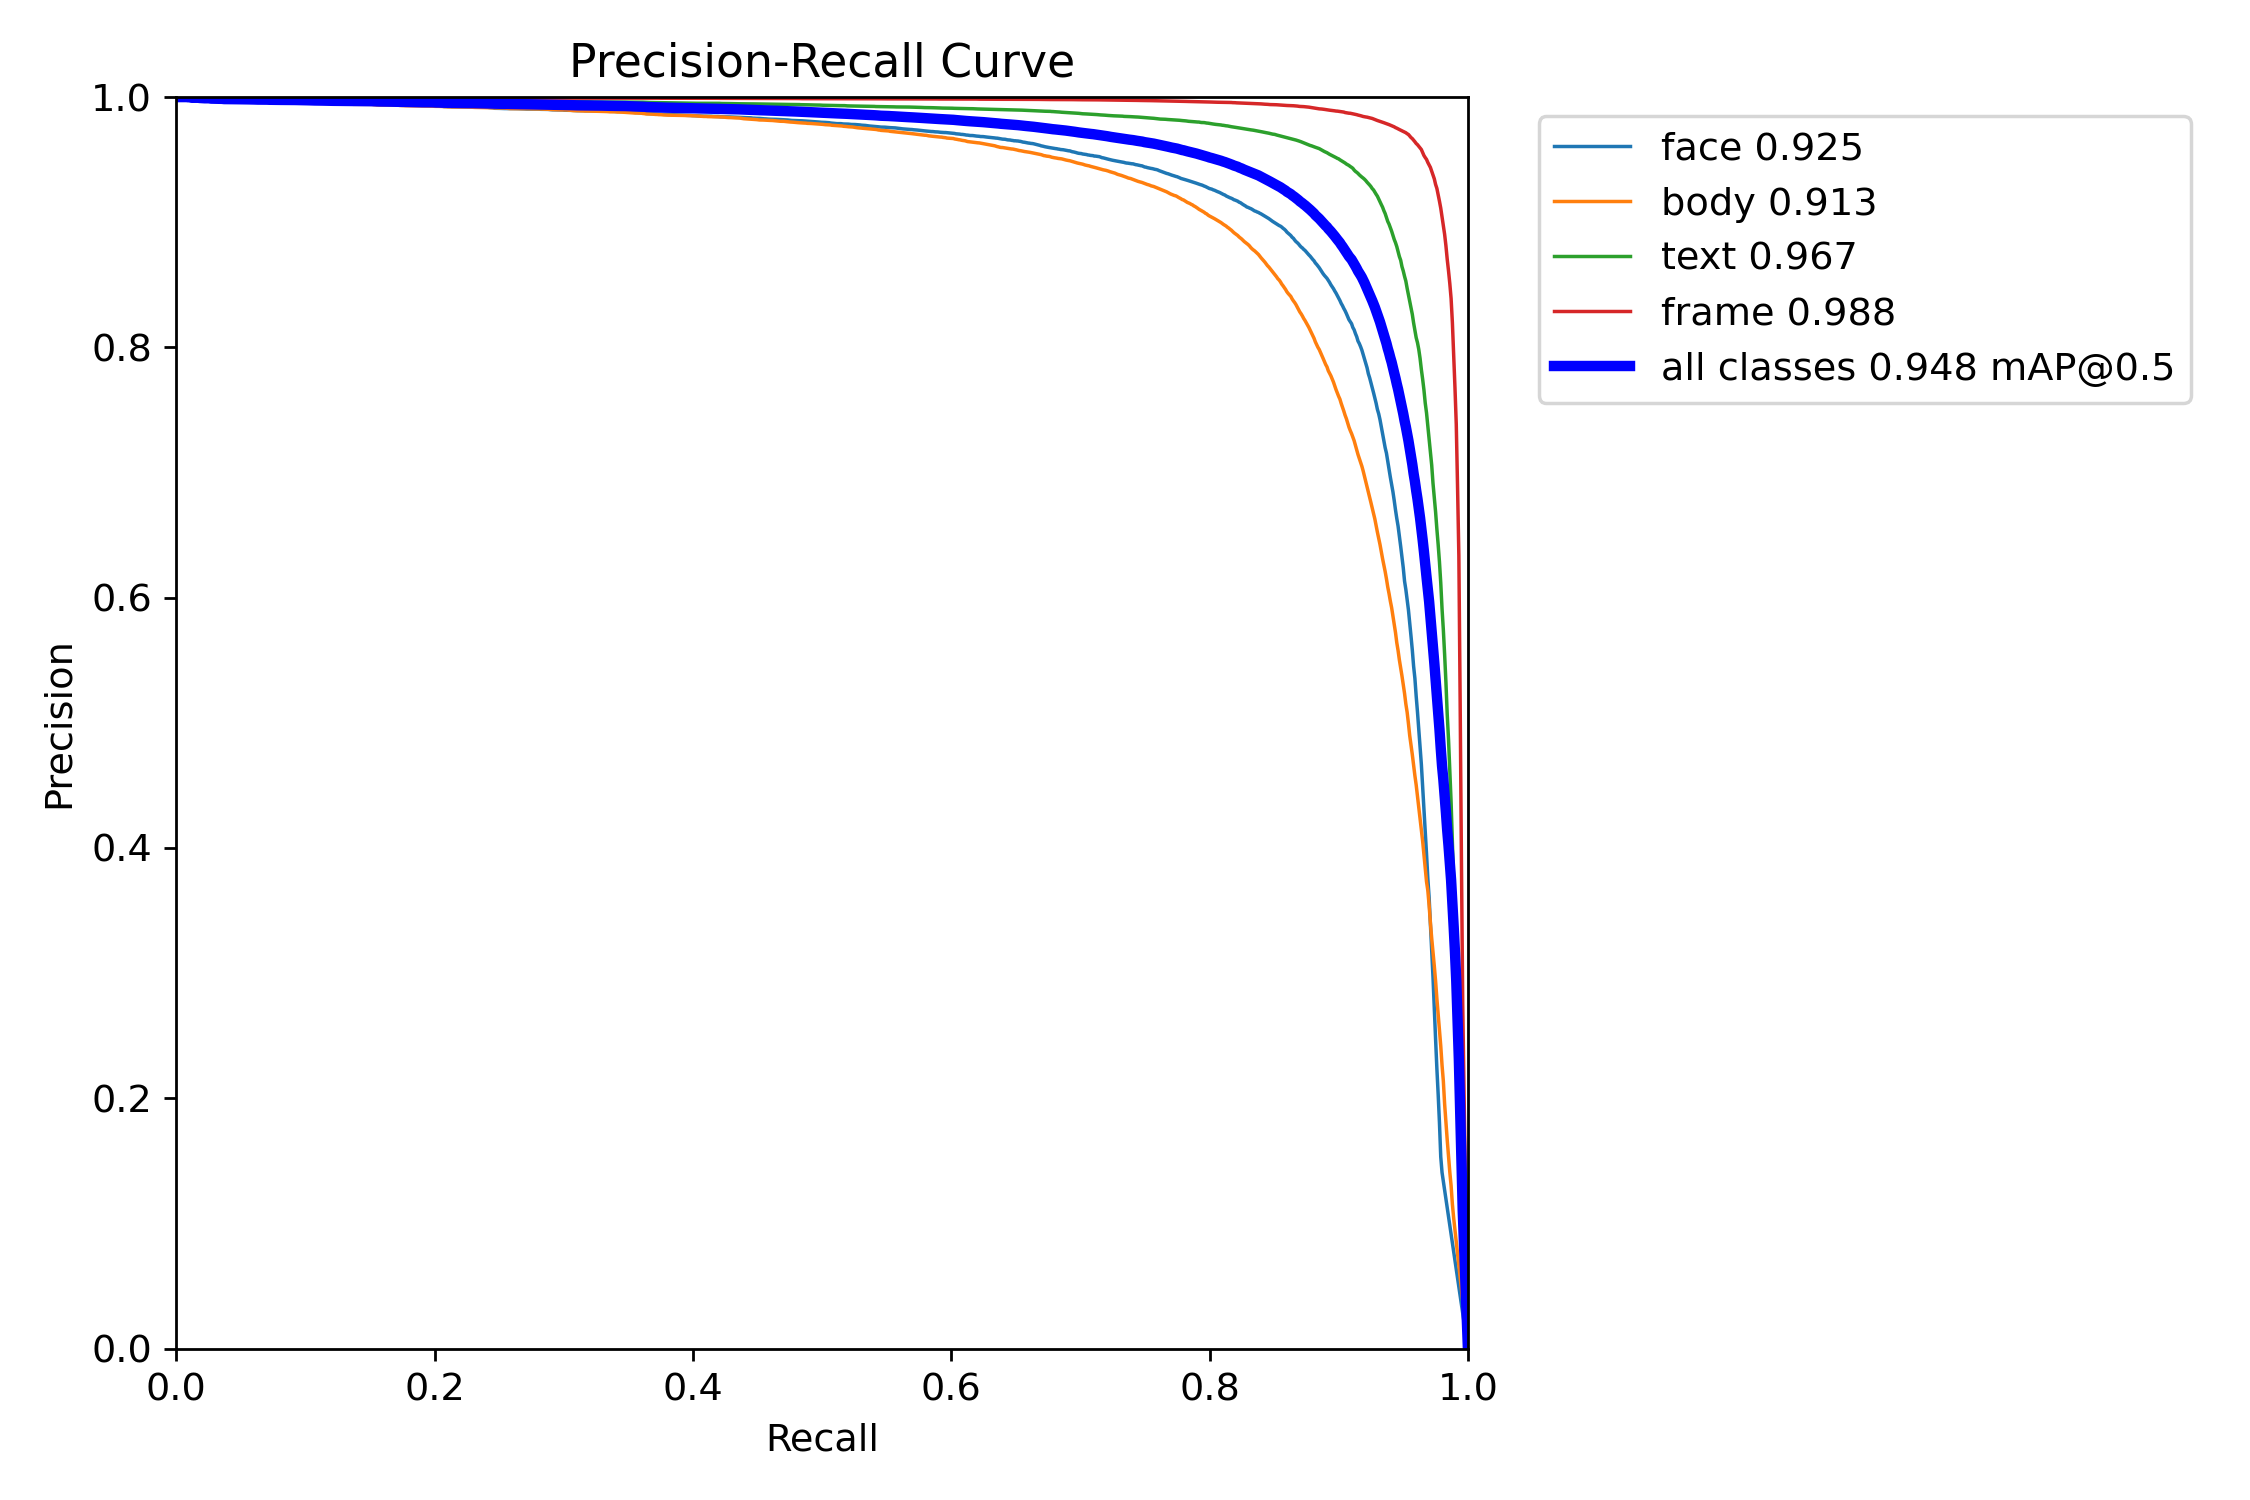 Precision-Recall Curve
1.0
0.8
0.6
0.4
0.2
0.0
Precision
0.0 0.2 0.4 0.6 0.8 1.0
Recall
face 0.925
body 0.913
text 0.967
frame 0.988
all classes 0.948 mAP@0.5